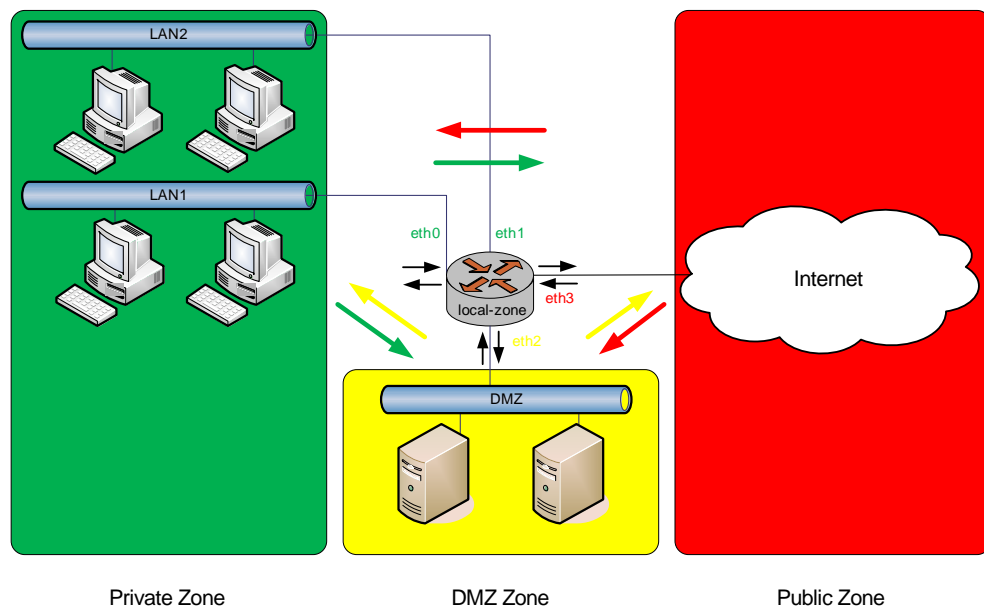 LAN2
LAN1
eth0
eth1
Internet
eth3
local-zone
eth2
DMZ
Private Zone
DMZ Zone
Public Zone